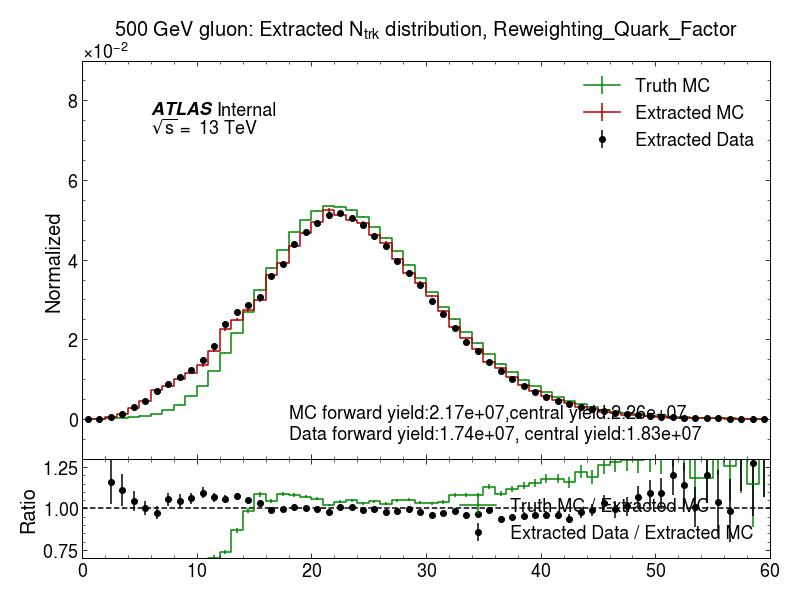 500 GeV gluon: Extracted Ntrk distribution, Reweighting_Quark_Factor
×10−2
ATLAS Internal
√s = 13 TeV
Truth MC
Extracted MC
Extracted Data
Normalized
8
6
4
2
0
MC forward yield:2.17e+07,central yield:2.26e+07
Data forward yield:1.74e+07, central yield:1.83e+07
Ratio
1.25
1.00
0.75
Truth MC / Extracted MC
Extracted Data / Extracted MC
0 10 20 30 40 50 60